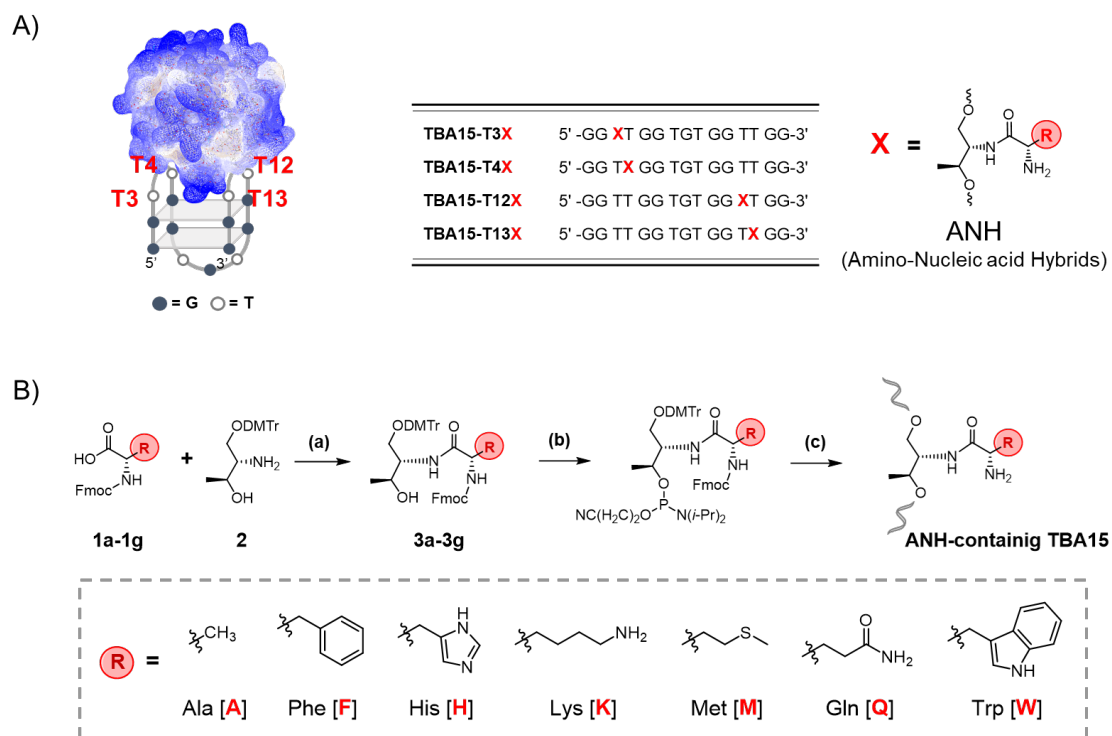 A)
T4
T12
T3
T13
5'
3'
= G
= T
TBA15-T3X 5' -GG XT GG TGT GG TT GG-3'
TBA15-T4X 5' -GG TX GG TGT GG TT GG-3'
TBA15-T12X 5' -GG TT GG TGT GG XT GG-3'
TBA15-T13X 5' -GG TT GG TGT GG TX GG-3'
X =
O
O
R
NH
NH2
O
ANH
(Amino-Nucleic acid Hybrids)
B)
O
HO
R
Fmoc
NH
1a-1g
+
ODMTr
NH2
OH
2
(a)
ODMTr
O
R
N
H
OH
NH
Fmoc
3a-3g
(b)
ODMTr
O
R
NH
O
NH
Fmoc
NC(H2C)2O
P
N(i-Pr)2
(c)
O
O
R
NH
NH2
O
ANH-containig TBA15
R =
CH3
Ala [A]
Phe [F]
H
N
N
His [H]
NH2
Lys [K]
S
Met [M]
O
NH2
Gln [Q]
N
H
Trp [W]